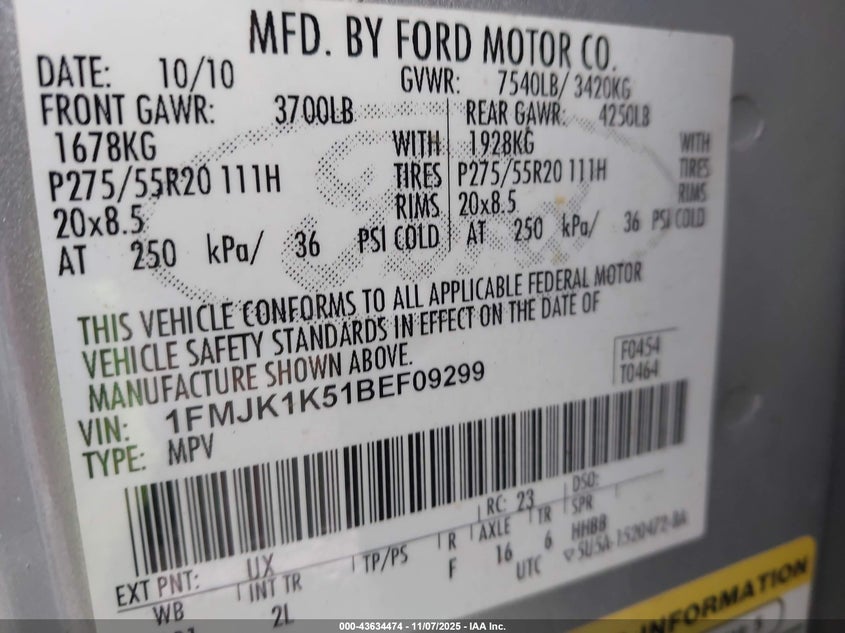 MFD. BY FORD MOTOR CO.
DATE: 10/10 GVWR: 7540LB/ 3420KG
FRONT GAWR: 3700LB REAR GAWR: 4250LB
1678KG WITH 1928KG WITH
P275/55R20 111H TIRES P275/55R20 111H TIRES
20x8.5 RIMS 20x8.5 RIMS
AT 250 kPa/ 36 PSI COLD AT 250 kPa/ 36 PSI COLD
THIS VEHICLE CONFORMS TO ALL APPLICABLE FEDERAL MOTOR
VEHICLE SAFETY STANDARDS IN EFFECT ON THE DATE OF
MANUFACTURE SHOWN ABOVE.
F0454
T0464
VIN: 1FMJK1K51BEF09299
TYPE: MPV
EXT PNT: UX RC: 23 DSO:
WB INT TR TP/PS R AXLE TR SPR
2L F 16 6 HHBB
UTC ▽SU5A-1520472-BA
INFORMATION
000-43634474 — 11/07/2025 — IAA Inc.